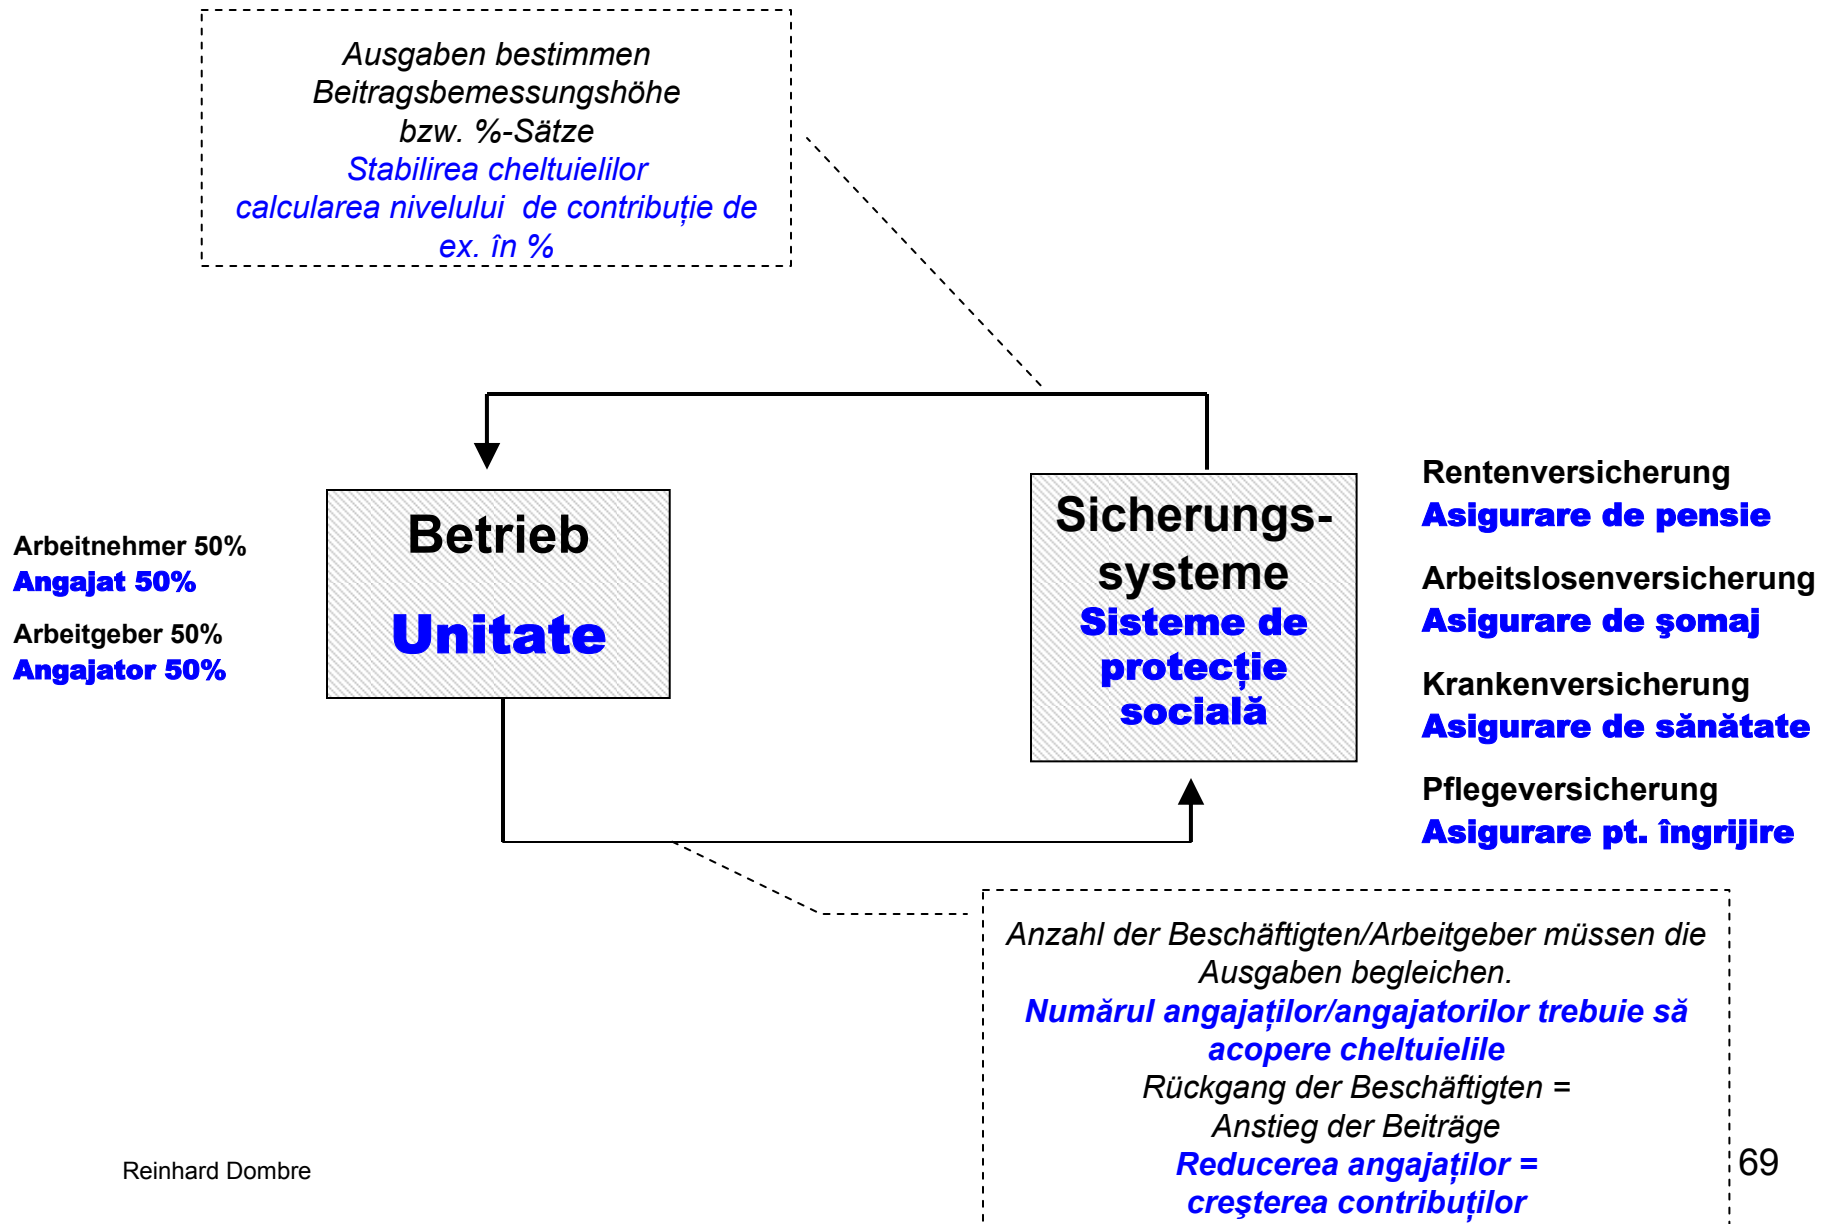 Ausgaben bestimmen
Beitragsbemessungshöhe
bzw. %-Sätze
Stabilirea cheltuielilor
calcularea nivelului de contribuție de
ex. în %
Arbeitnehmer 50%
Angajat 50%
Arbeitgeber 50%
Angajator 50%
Betrieb
Unitate
Sicherungs-
systeme
Sisteme de
protecție
socială
Rentenversicherung
Asigurare de pensie
Arbeitslosenversicherung
Asigurare de şomaj
Krankenversicherung
Asigurare de sănătate
Pflegeversicherung
Asigurare pt. îngrijire
Anzahl der Beschäftigten/Arbeitgeber müssen die
Ausgaben begleichen.
Numărul angajaților/angajatorilor trebuie să
acopere cheltuielile
Rückgang der Beschäftigten =
Anstieg der Beiträge
Reducerea angajaților =
creşterea contribuților
Reinhard Dombre
69